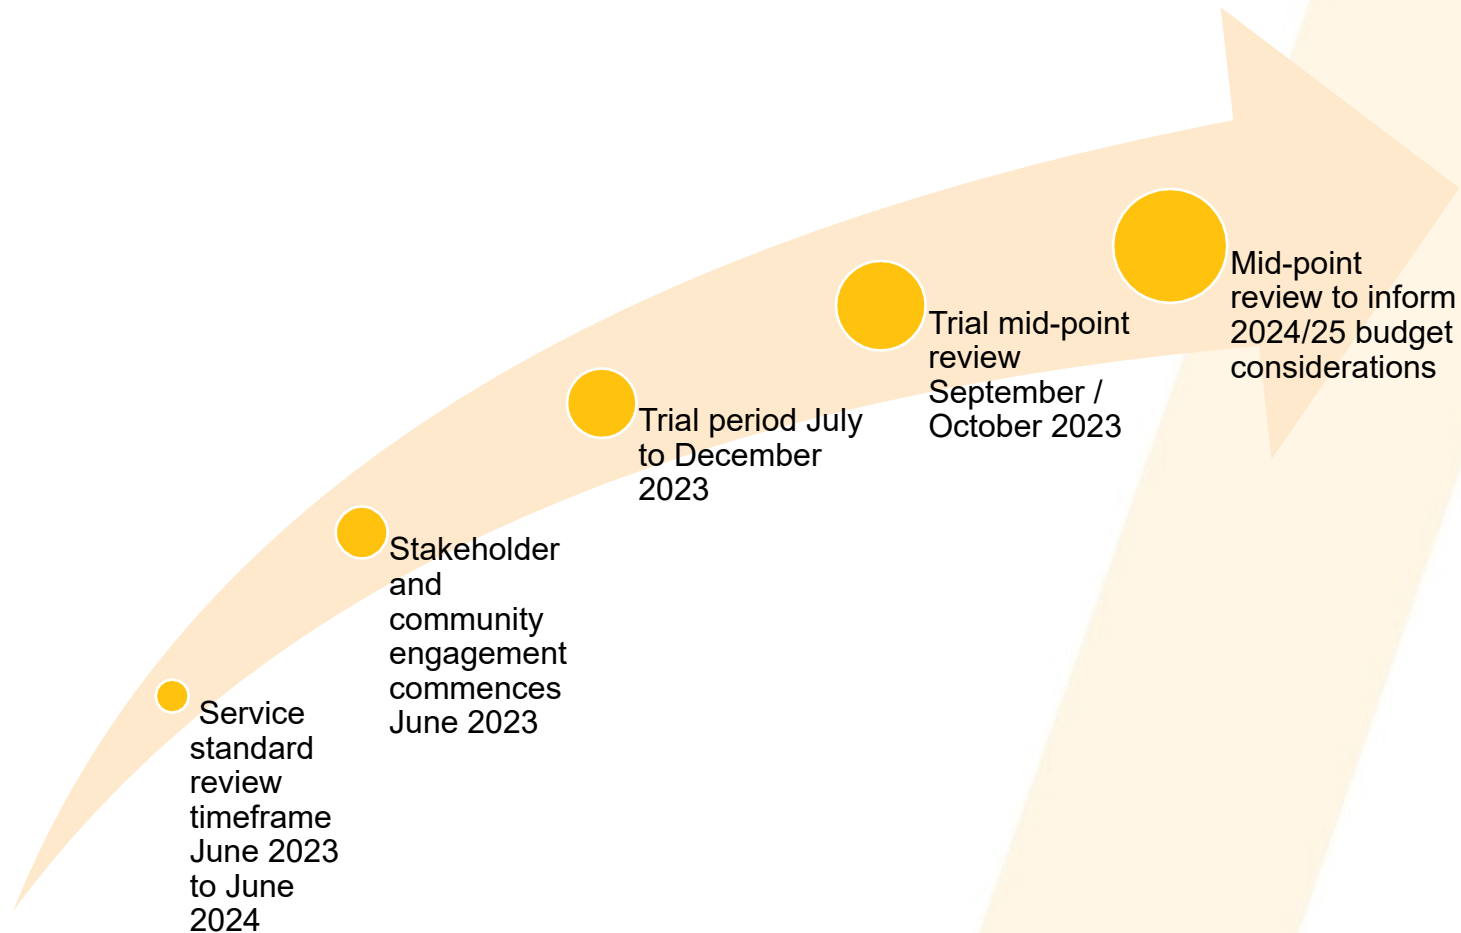 Service
standard
review
timeframe
June 2023
to June
2024
Stakeholder
and
community
engagement
commences
June 2023
Trial period July
to December
2023
Trial mid-point
review
September /
October 2023
Mid-point
review to inform
2024/25 budget
considerations